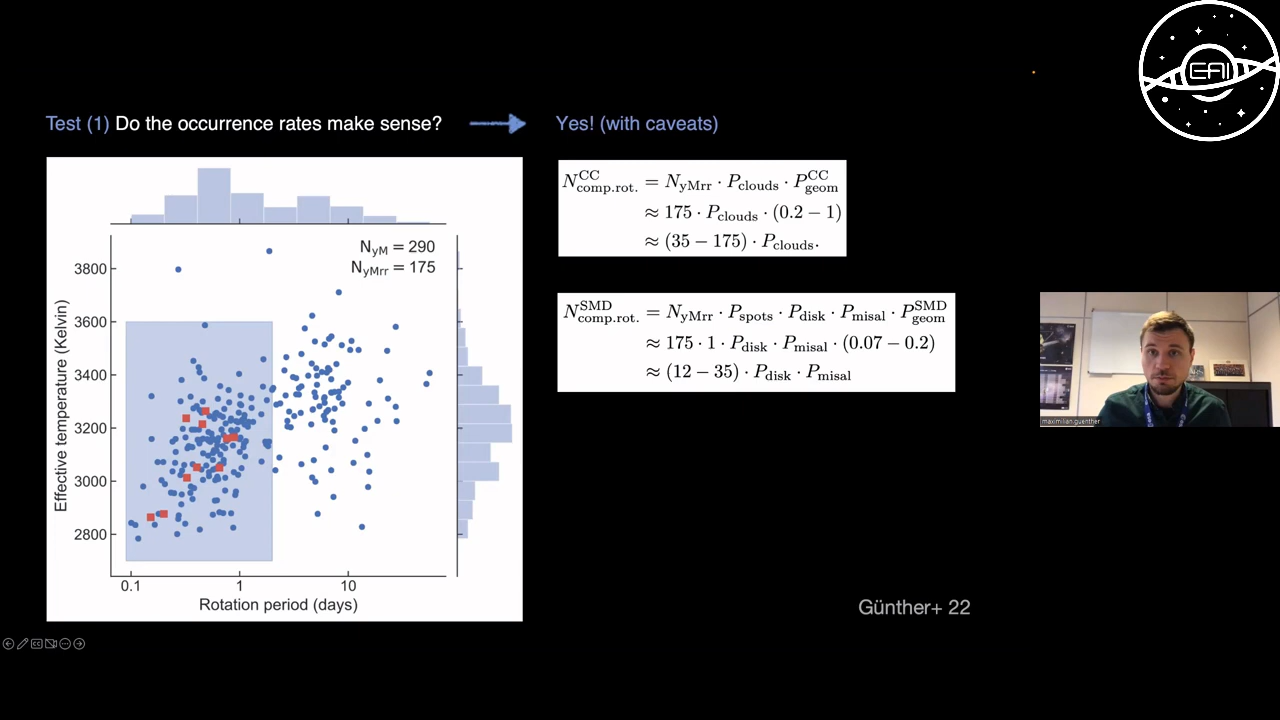 EAI
Test (1) Do the occurrence rates make sense?
Yes! (with caveats)
N_yM = 290
N_yMrr = 175
3800
3600
3400
3200
3000
2800
Effective temperature (Kelvin)
0.1 1 10
Rotation period (days)
N^CC_comp.rot. = N_yMrr · P_clouds · P^CC_geom
≈ 175 · P_clouds · (0.2 − 1)
≈ (35 − 175) · P_clouds.
N^SMD_comp.rot. = N_yMrr · P_spots · P_disk · P_misal · P^SMD_geom
≈ 175 · 1 · P_disk · P_misal · (0.07 − 0.2)
≈ (12 − 35) · P_disk · P_misal
maximilian.guenther
Günther+ 22
CC